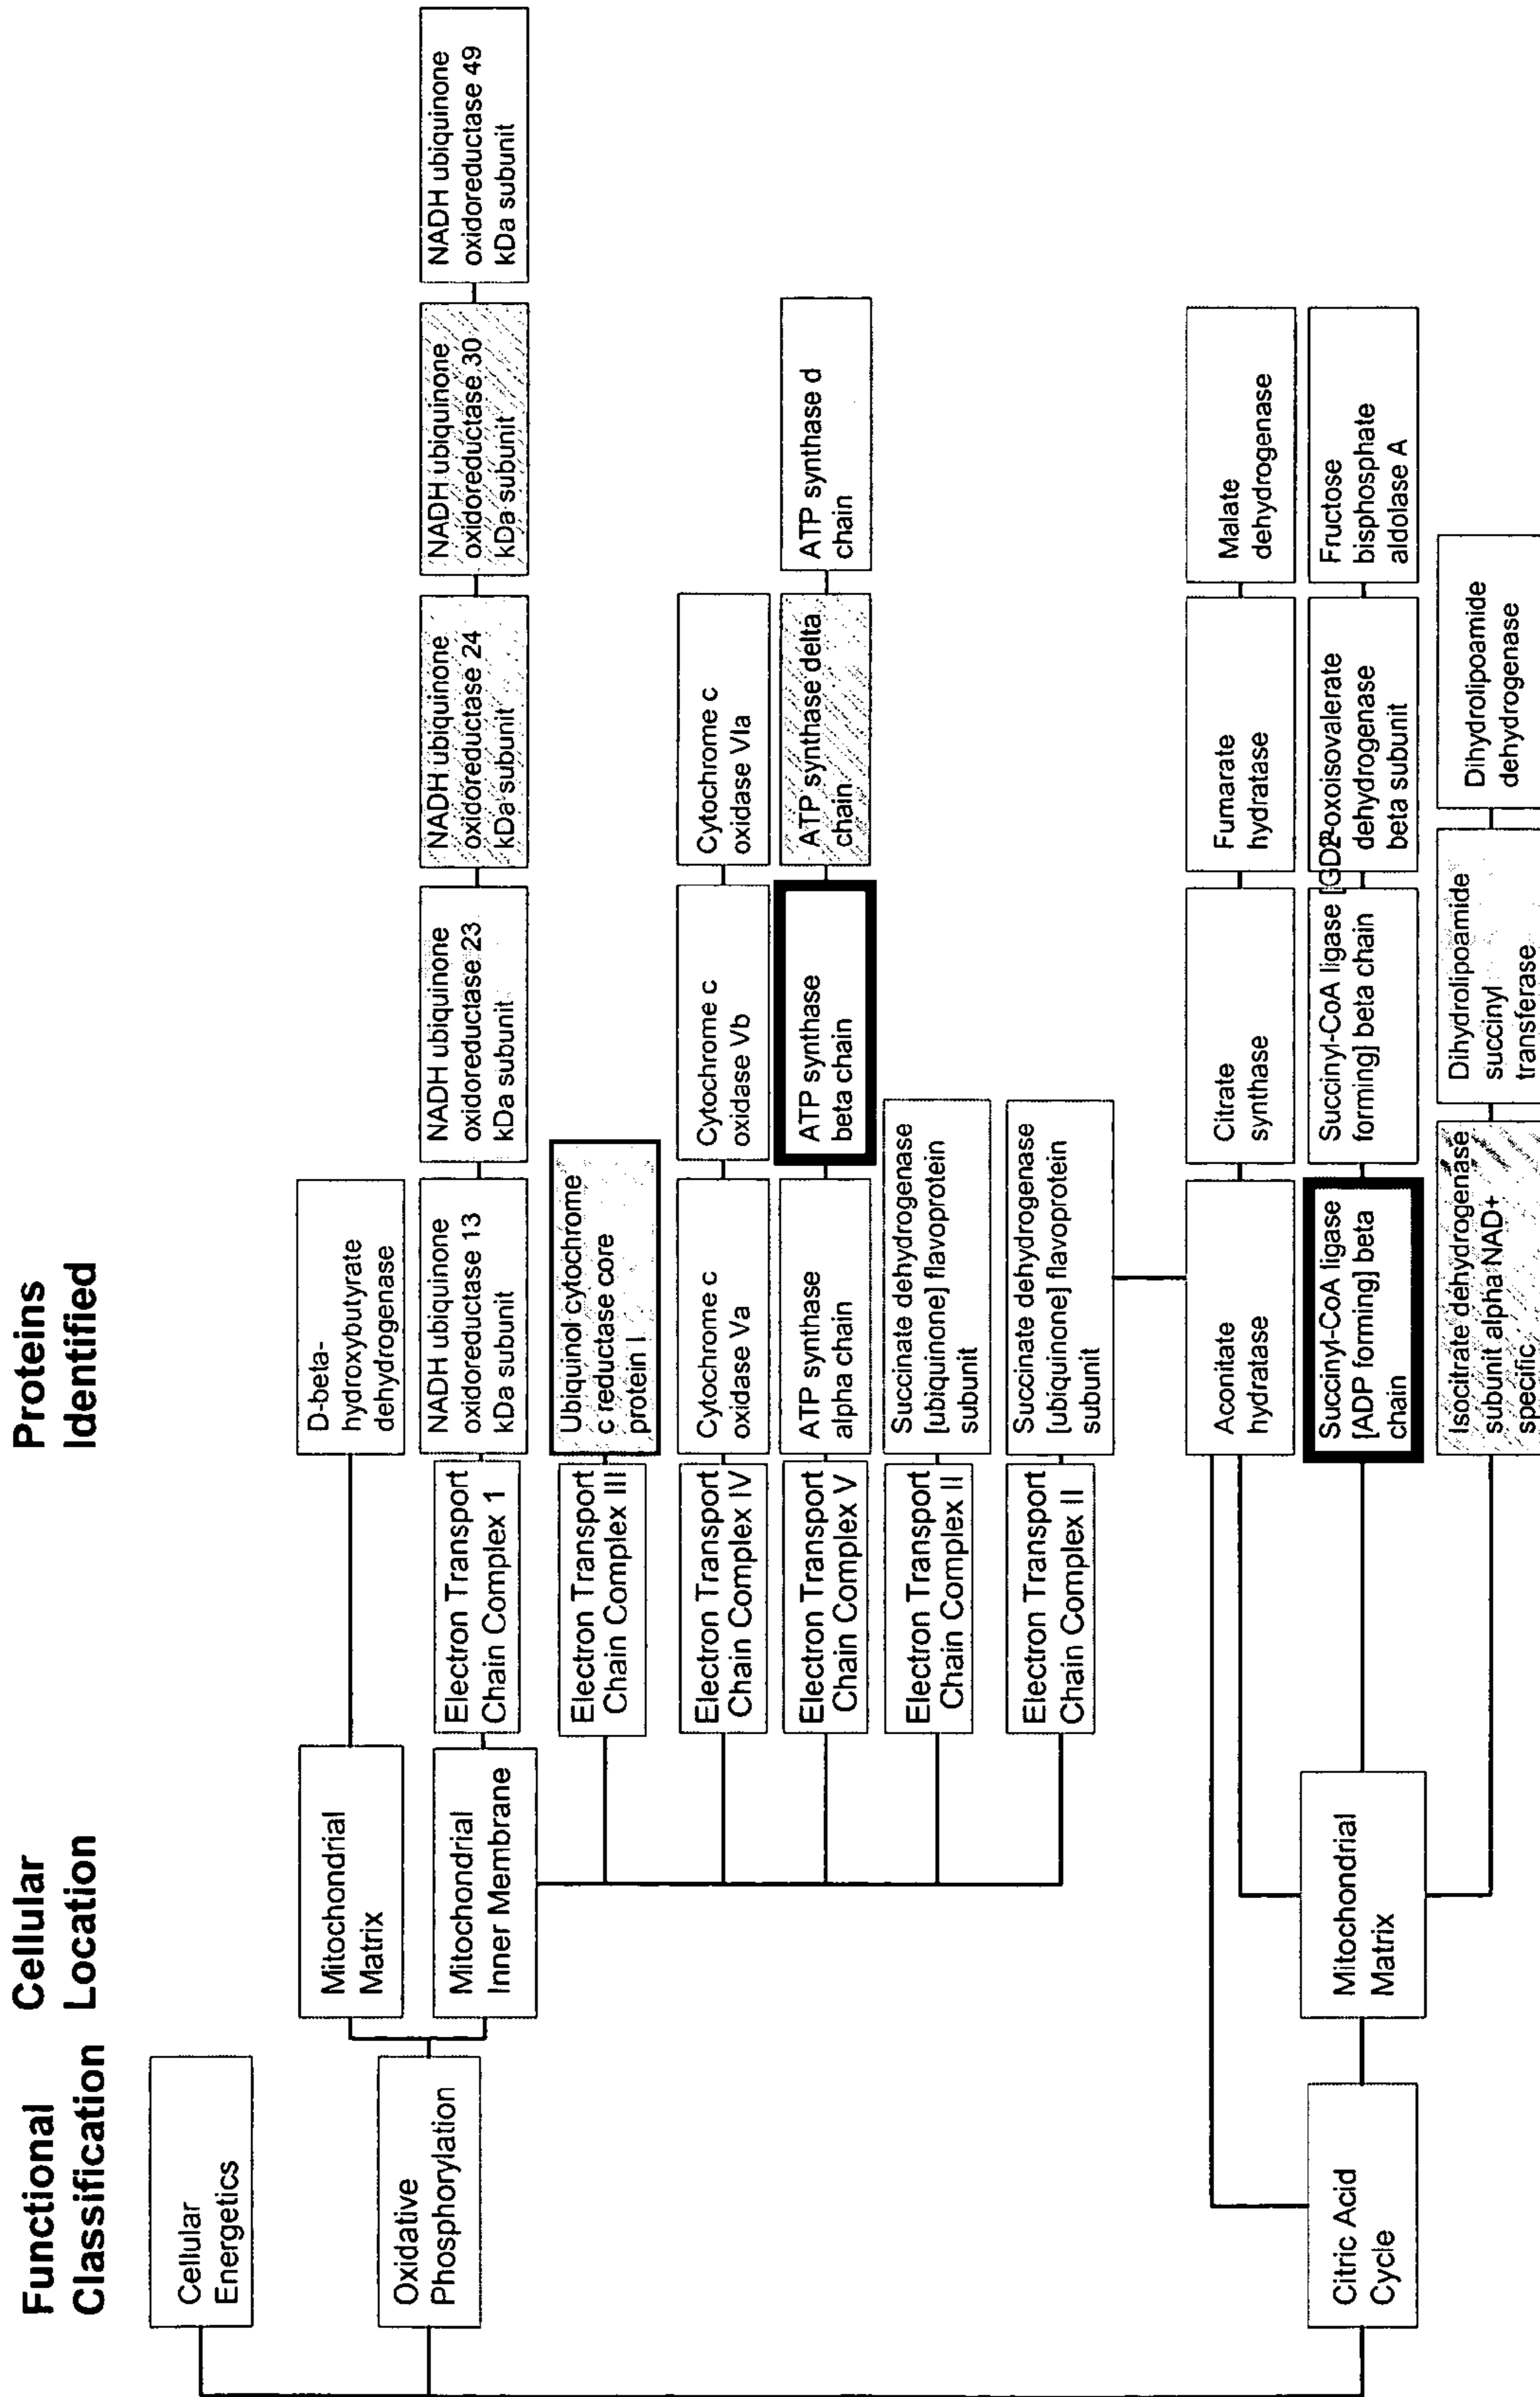 Functional
Classification
Cellular
Location
Proteins
Identified
Cellular
Energetics
Oxidative
Phosphorylation
Mitochondrial
Matrix
D-beta-
hydroxybutyrate
dehydrogenase
Mitochondrial
Inner Membrane
Electron Transport
Chain Complex 1
NADH ubiquinone
oxidoreductase 13
kDa subunit
NADH ubiquinone
oxidoreductase 23
kDa subunit
NADH ubiquinone
oxidoreductase 24
kDa subunit
NADH ubiquinone
oxidoreductase 30
kDa subunit
NADH ubiquinone
oxidoreductase 49
kDa subunit
Electron Transport
Chain Complex III
Ubiquinol cytochrome
c reductase core
protein I
Electron Transport
Chain Complex IV
Cytochrome c
oxidase Va
Cytochrome c
oxidase Vb
Cytochrome c
oxidase VIa
Electron Transport
Chain Complex V
ATP synthase
alpha chain
ATP synthase
beta chain
ATP synthase delta
chain
ATP synthase d
chain
Electron Transport
Chain Complex II
Succinate dehydrogenase
[ubiquinone] flavoprotein
subunit
Electron Transport
Chain Complex II
Succinate dehydrogenase
[ubiquinone] flavoprotein
subunit
Citric Acid
Cycle
Mitochondrial
Matrix
Aconitate
hydratase
Citrate
synthase
Fumarate
hydratase
Malate
dehydrogenase
Succinyl-CoA ligase
[ADP forming] beta
chain
Succinyl-CoA ligase [GDP
forming] beta chain
2-oxoisovalerate
dehydrogenase
beta subunit
Fructose
bisphosphate
aldolase A
Isocitrate dehydrogenase
subunit alpha NAD+
specific
Dihydrolipoamide
succinyl
transferase
Dihydrolipoamide
dehydrogenase